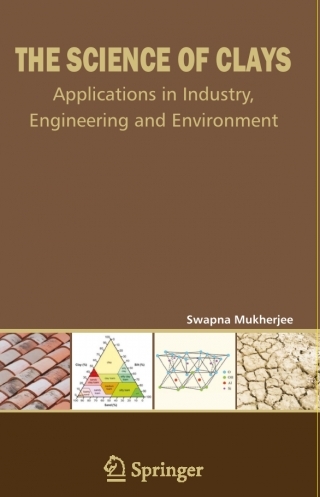 THE SCIENCE OF CLAYS
Applications in Industry,
Engineering and Environment
Swapna Mukherjee
Springer